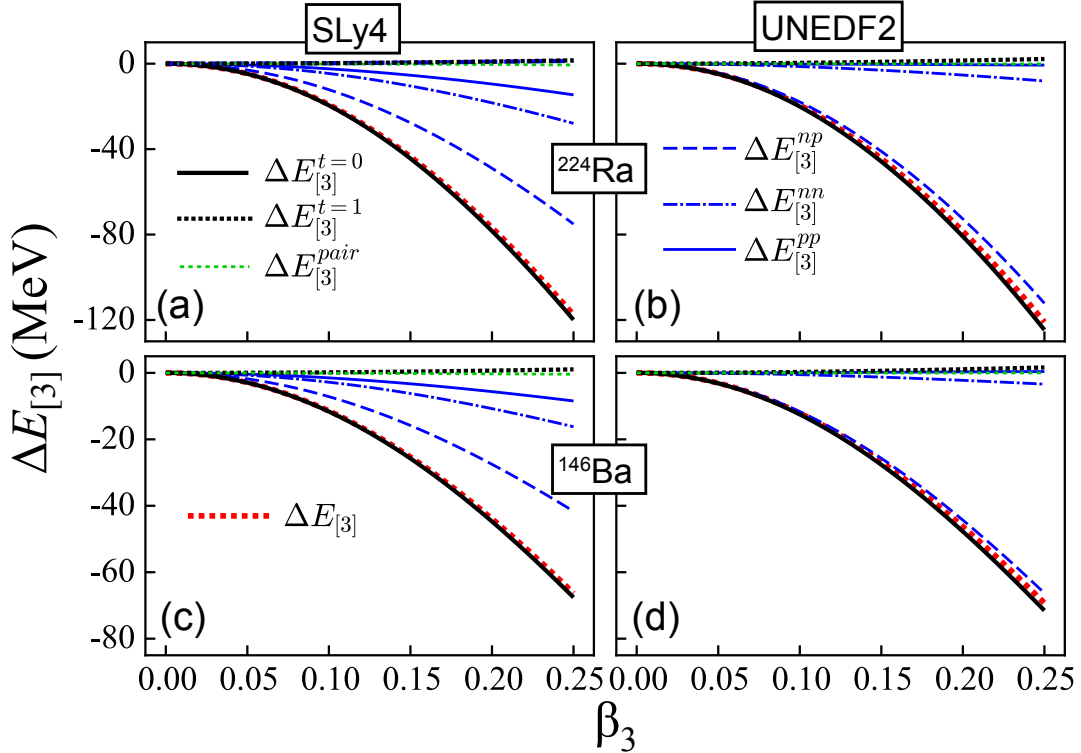 SLy4
UNEDF2
0
-40
-80
-120
ΔE[3]^{t=0}
ΔE[3]^{t=1}
ΔE[3]^{pair}
(a)
²²⁴Ra
ΔE[3]^{np}
ΔE[3]^{nn}
ΔE[3]^{pp}
(b)
ΔE[3] (MeV)
0
-20
-40
-60
-80
ΔE[3]
(c)
¹⁴⁶Ba
(d)
0.00 0.05 0.10 0.15 0.20 0.25
0.00 0.05 0.10 0.15 0.20 0.25
β₃